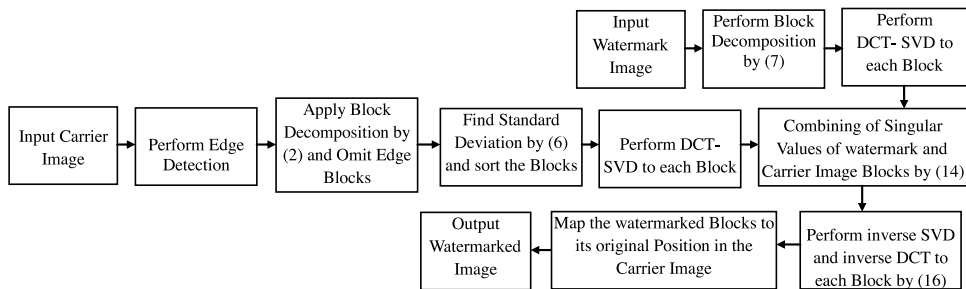 Input
Watermark
Image
Perform Block
Decomposition
by (7)
Perform
DCT- SVD to
each Block
Input Carrier
Image
Perform Edge
Detection
Apply Block
Decomposition by
(2) and Omit Edge
Blocks
Find Standard
Deviation by (6)
and sort the Blocks
Perform DCT-
SVD to each Block
Combining of Singular
Values of watermark and
Carrier Image Blocks by (14)
Output
Watermarked
Image
Map the watermarked Blocks to
its original Position in the
Carrier Image
Perform inverse SVD
and inverse DCT to
each Block by (16)